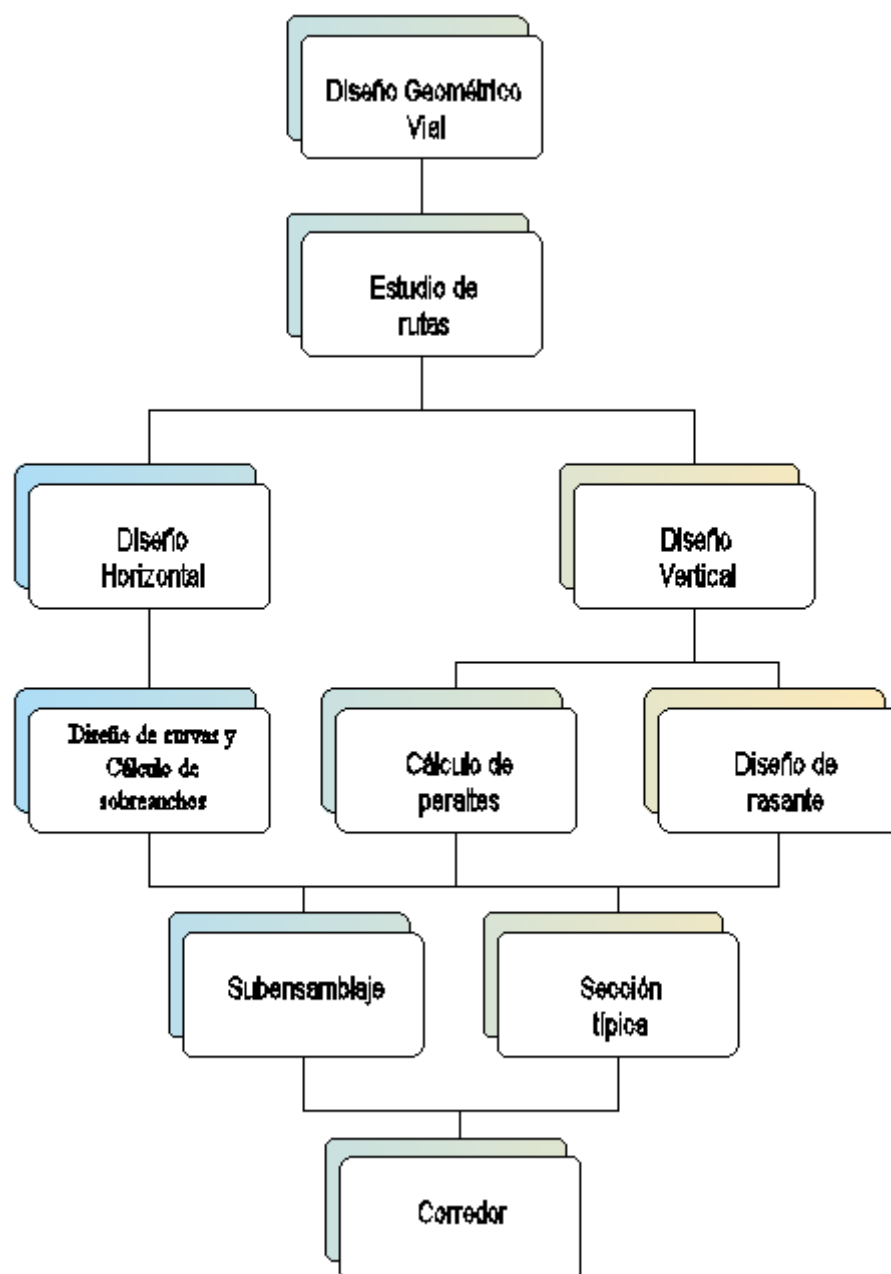 Diseño Geométrico
Vial
Estudio de
rutas
Diseño
Horizontal
Diseño
Vertical
Diseño de curvas y
Cálculo de
sobreanchos
Cálculo de
peraltes
Diseño de
rasante
Subensamblaje
Sección
típica
Corredor